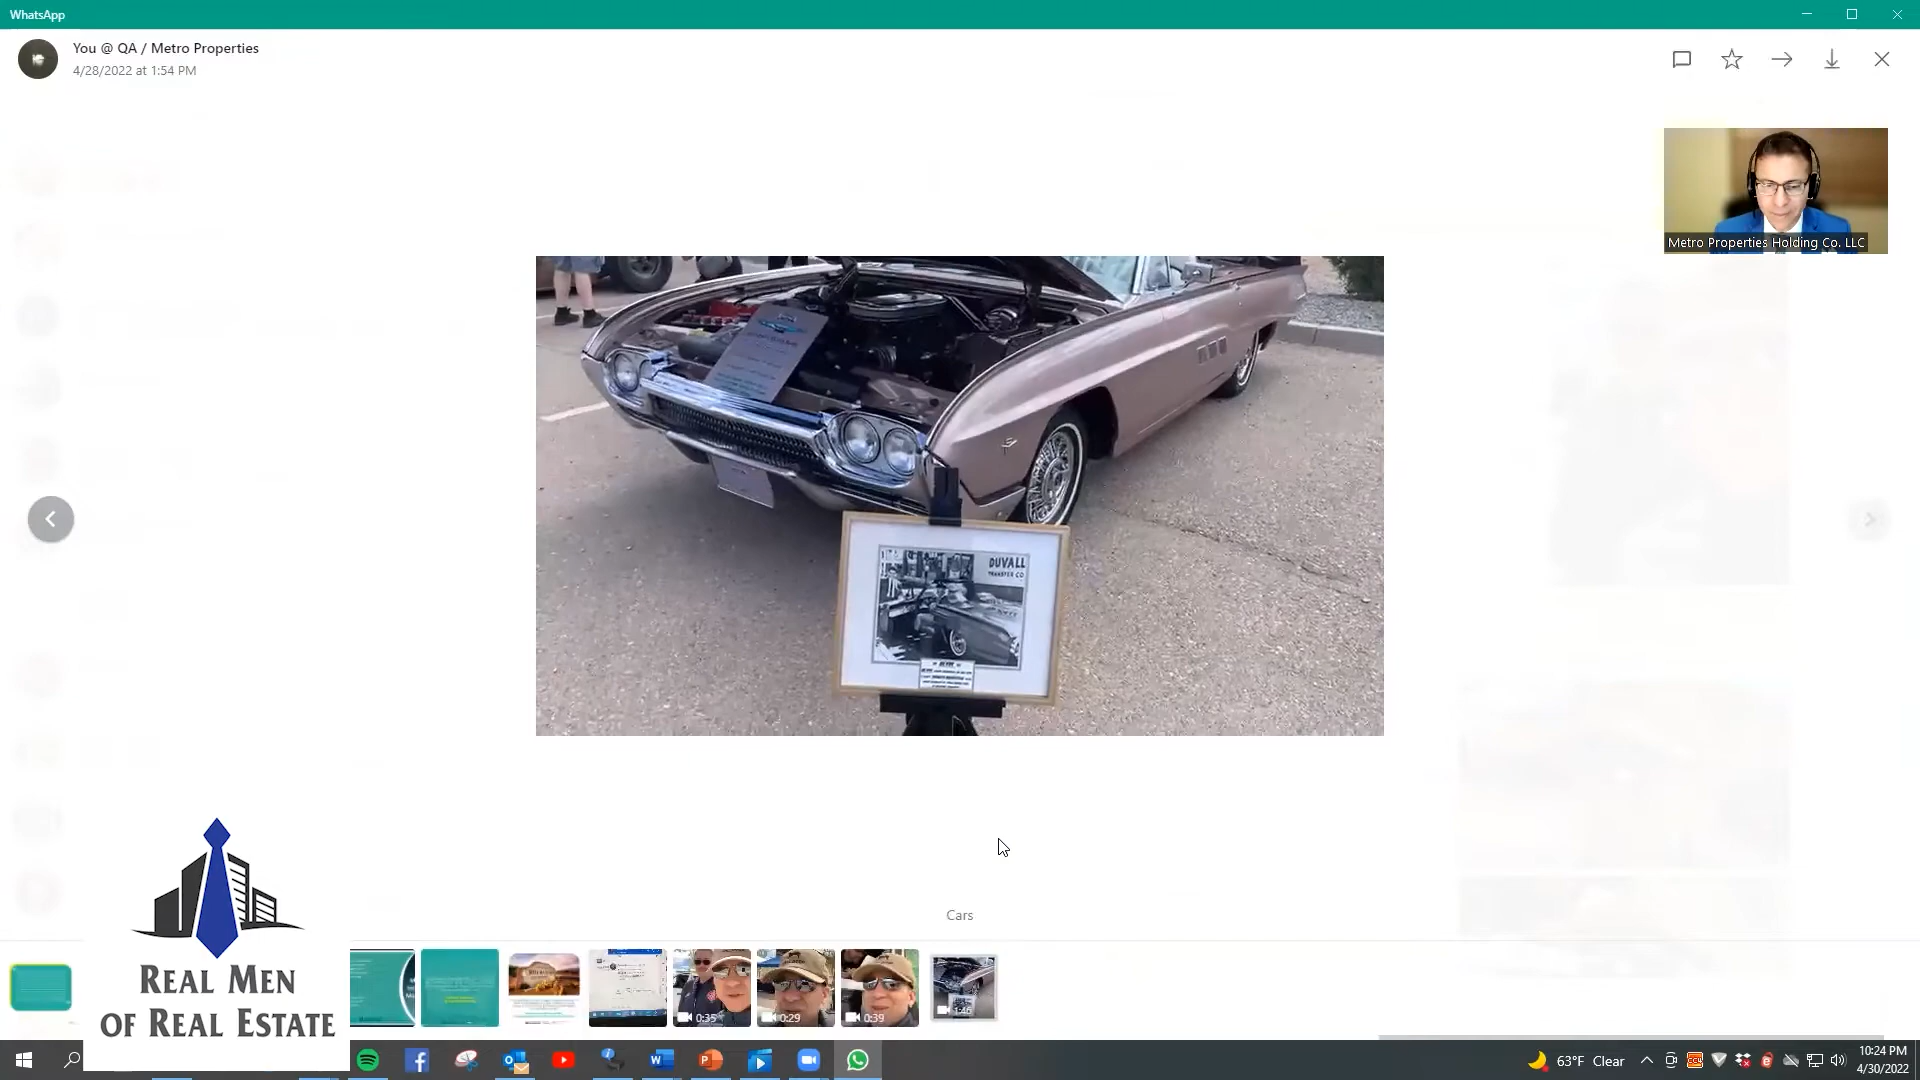 WhatsApp
You @ QA / Metro Properties
4/28/2022 at 1:54 PM
Metro Properties Holding Co. LLC
DUVALL
TRANSFER CO
Cars
0:35
0:29
0:39
1:46
REAL MEN
OF REAL ESTATE
63°F Clear
10:24 PM
4/30/2022